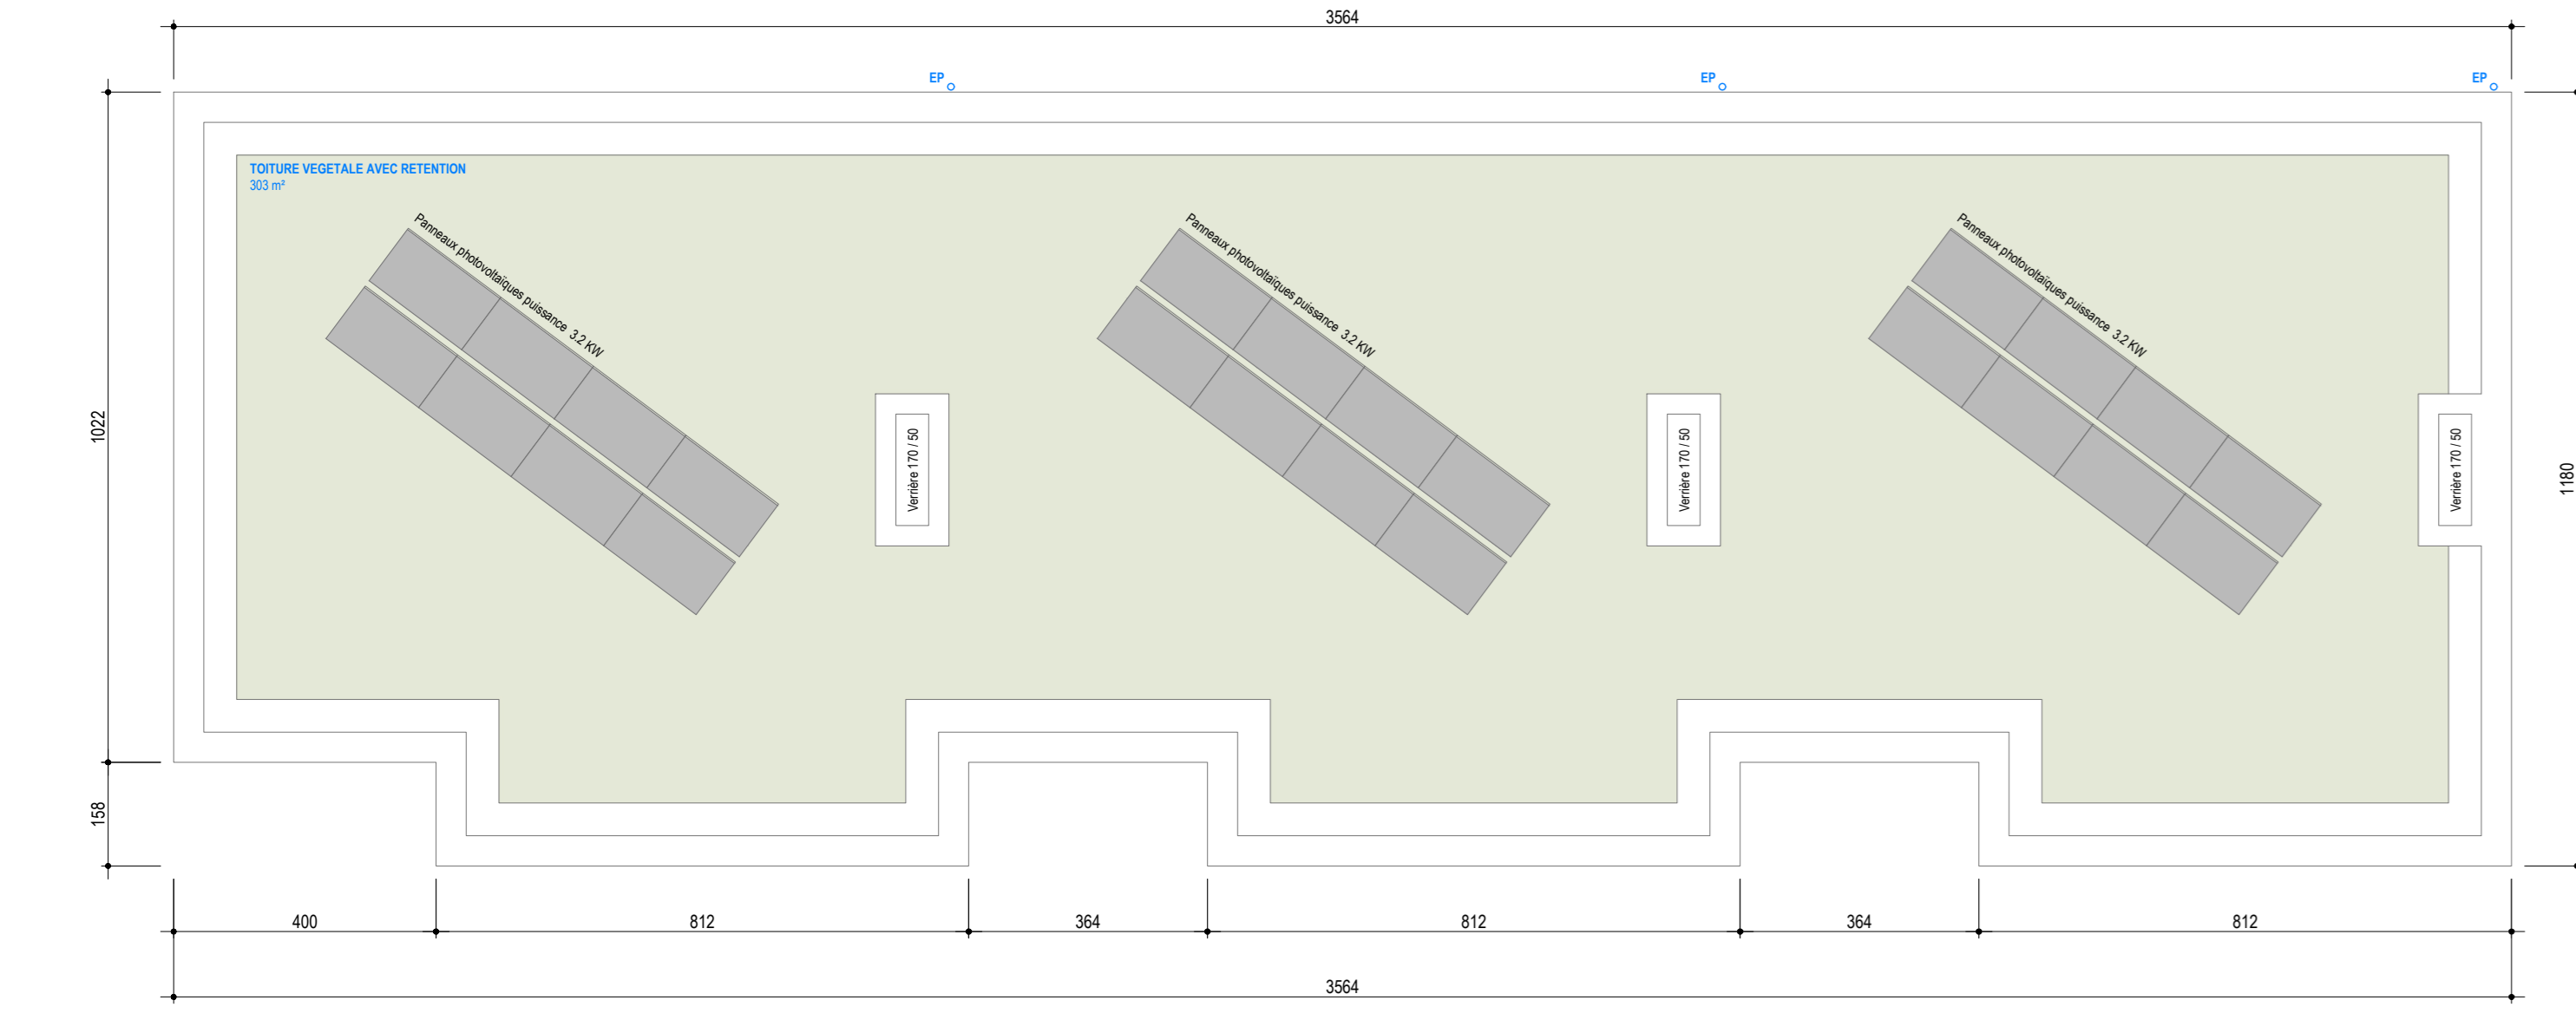 3564
EP
EP
EP
TOITURE VEGETALE AVEC RETENTION
303 m²
Panneaux photovoltaïques puissance 3.2 KW
Panneaux photovoltaïques puissance 3.2 KW
Panneaux photovoltaïques puissance 3.2 KW
1022
Verrière 170 / 50
Verrière 170 / 50
Verrière 170 / 50
1180
158
400
812
364
812
364
812
3564